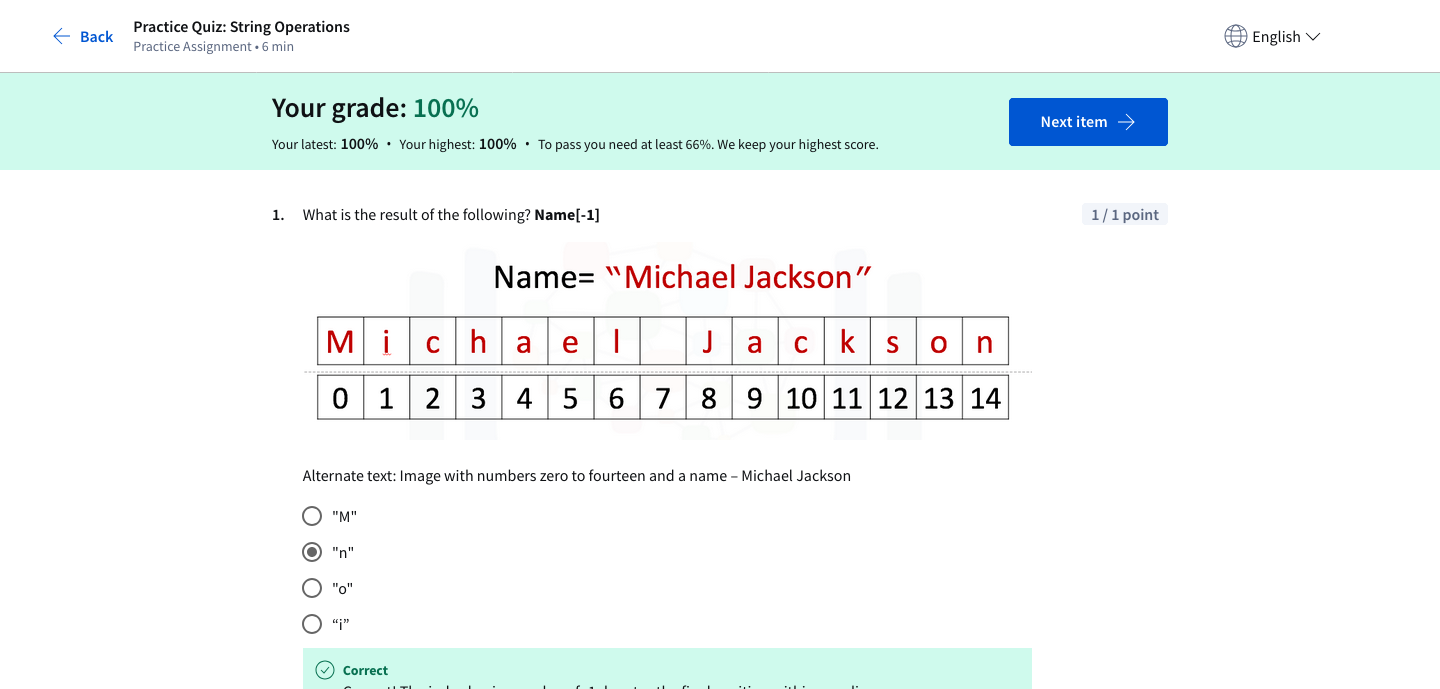 Back
Practice Quiz: String Operations
Practice Assignment • 6 min
English
Your grade: 100%
Your latest: 100% • Your highest: 100% • To pass you need at least 66%. We keep your highest score.
Next item
1. What is the result of the following? Name[-1]
1 / 1 point
Name= “Michael Jackson”
M i c h a e l J a c k s o n
0 1 2 3 4 5 6 7 8 9 10 11 12 13 14
Alternate text: Image with numbers zero to fourteen and a name – Michael Jackson
"M"
"n"
"o"
“i”
Correct